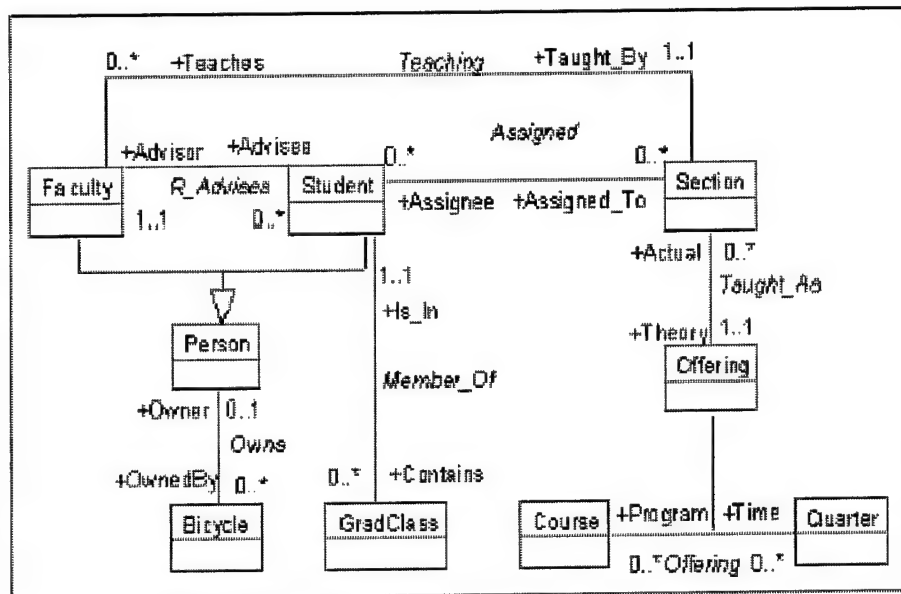 0..* +Teaches Teaching +Taught_By 1..1
Assigned
+Advisor +Advises 0..* 0..*
Faculty R_Advises Student Section
1..1 0..* +Assignee +Assigned_To
+Actual 0..*
1..1 Taught_As
+Is_In
Person +Theory 1..1
Offering
+Owner 0..1 Member_Of
Owns
+OwnedBy 0..* 0..* +Contains
Bicycle GradClass Course +Program +Time Quarter
0..* Offering 0..*